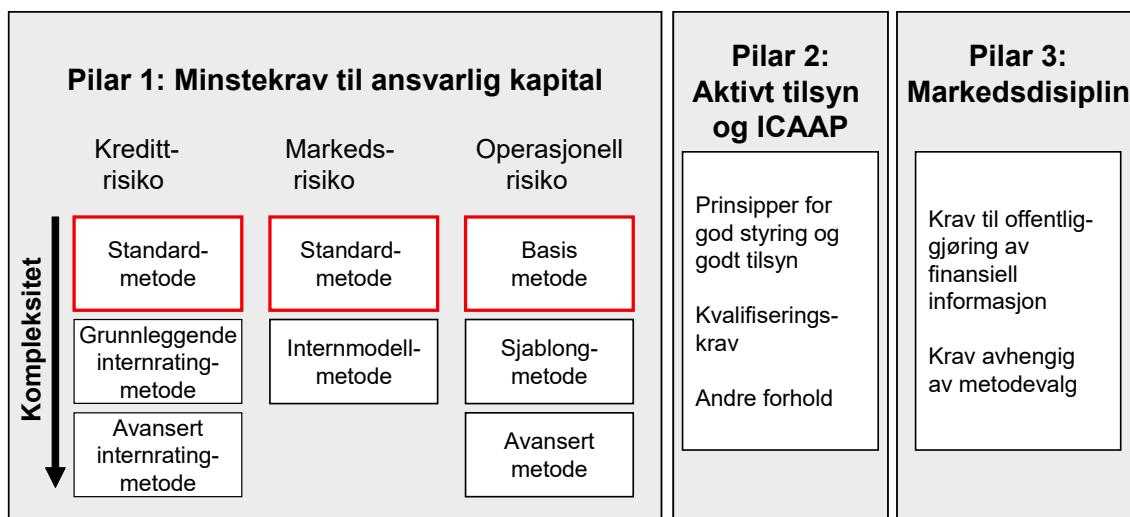 Pilar 1: Minstekrav til ansvarlig kapital
Kreditt-
risiko
Markeds-
risiko
Operasjonell
risiko
Kompleksitet
Standard-
metode
Standard-
metode
Basis
metode
Grunnleggende
internrating-
metode
Internmodell-
metode
Sjablong-
metode
Avansert
internrating-
metode
Avansert
metode
Pilar 2:
Aktivt tilsyn
og ICAAP
Prinsipper for
god styring og
godt tilsyn
Kvalifiserings-
krav
Andre forhold
Pilar 3:
Markedsdisiplin
Krav til offentlig-
gjøring av
finansiell
informasjon
Krav avhengig
av metodevalg